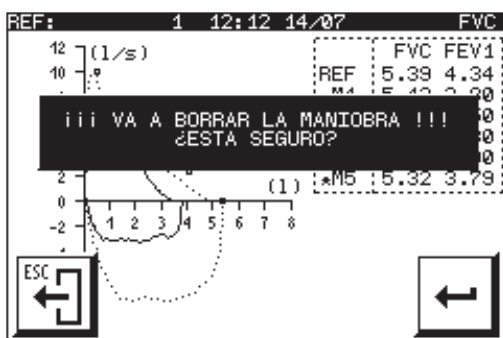 REF: 1 12:12 14/07 FVC
12 (l/s)
10
FVC FEV1
REF 5.39 4.34
¡¡¡ VA A BORRAR LA MANIOBRA !!!
¿ESTA SEGURO?
2
*M5 5.32 3.79
(l)
0
1 2 3 4 5 6 7 8
-2
ESC